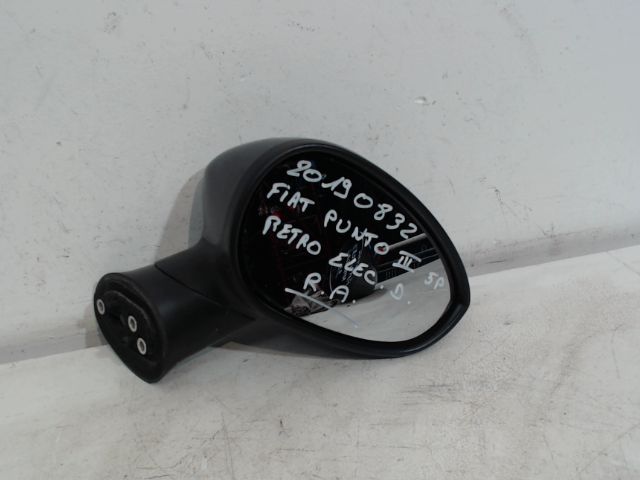 20190832
FIAT PUNTO III 5P
RETRO ELEC. D.
R.A.